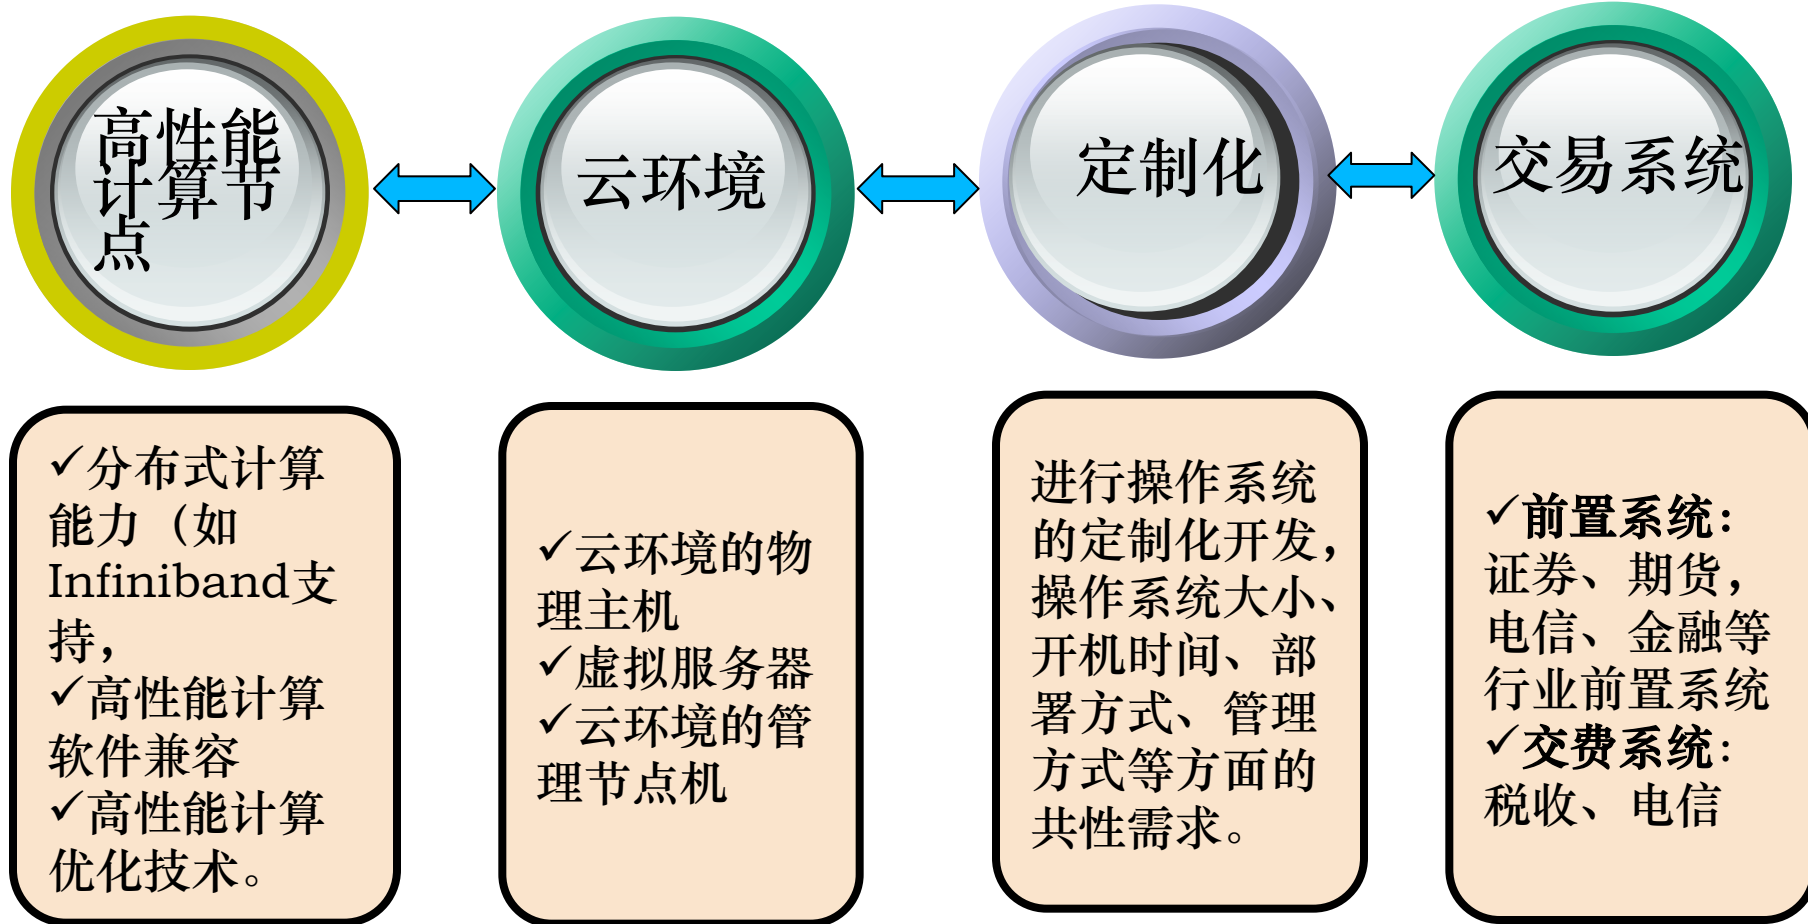 高性能
计算节
点
云环境
定制化
交易系统
✓分布式计算
能力（如
Infiniband支
持，
✓高性能计算
软件兼容
✓高性能计算
优化技术。
✓云环境的物
理主机
✓虚拟服务器
✓云环境的管
理节点机
进行操作系统
的定制化开发，
操作系统大小、
开机时间、部
署方式、管理
方式等方面的
共性需求。
✓前置系统：
证券、期货，
电信、金融等
行业前置系统
✓交费系统：
税收、电信